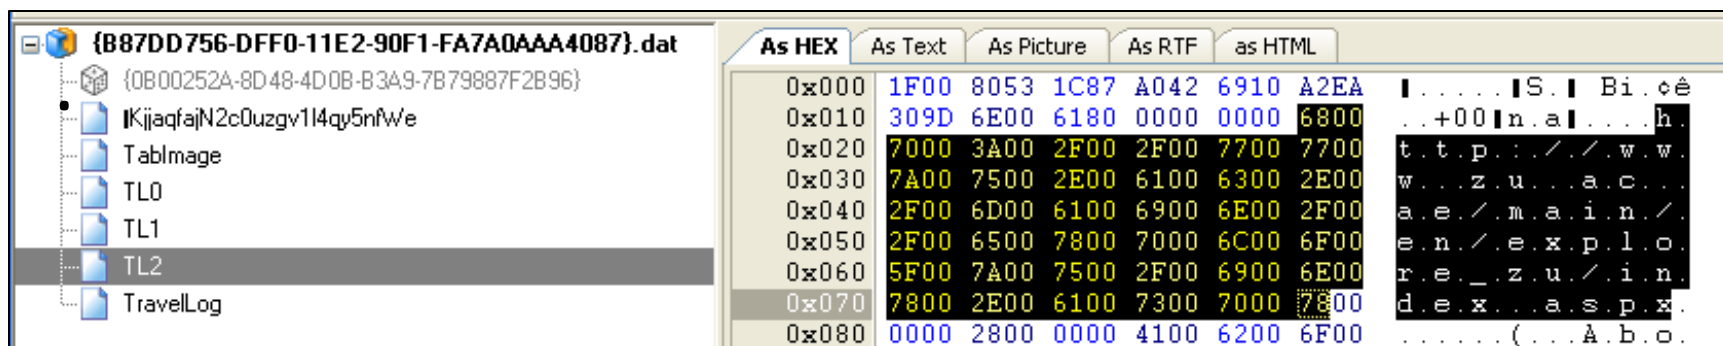 {B87DD756-DFF0-11E2-90F1-FA7A0AAA4087}.dat
{0B00252A-8D48-4D0B-B3A9-7B79887F2B96}
KjjaqfajN2c0uzgv1l4qy5nfWe
TabImage
TL0
TL1
TL2
TravelLog
As HEX As Text As Picture As RTF as HTML
0x000 1F00 8053 1C87 A042 6910 A2EA ......S. Bi.¢ê
0x010 309D 6E00 6180 0000 0000 6800 ..+00n.a....h.
0x020 7000 3A00 2F00 2F00 7700 7700 t.t.p.:././.w.w.
0x030 7A00 7500 2E00 6100 6300 2E00 w...z.u...a.c...
0x040 2F00 6D00 6100 6900 6E00 2F00 a.e./.m.a.i.n./.
0x050 2F00 6500 7800 7000 6C00 6F00 e.n./.e.x.p.l.o.
0x060 5F00 7A00 7500 2F00 6900 6E00 r.e._.z.u./.i.n.
0x070 7800 2E00 6100 7300 7000 7800 d.e.x...a.s.p.x.
0x080 0000 2800 0000 4100 6200 6F00 ......(...A.b.o.